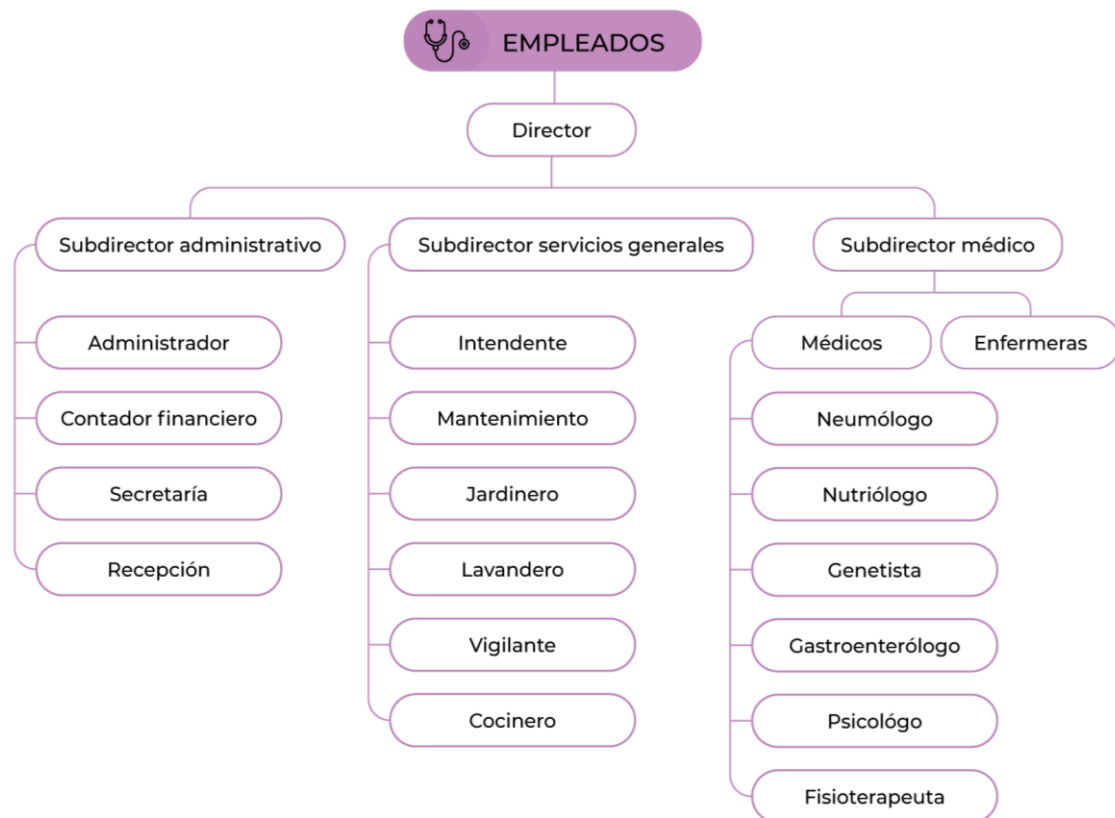 EMPLEADOS
Director
Subdirector administrativo
Administrador
Contador financiero
Secretaría
Recepción
Subdirector servicios generales
Intendente
Mantenimiento
Jardinero
Lavandero
Vigilante
Cocinero
Subdirector médico
Médicos
Enfermeras
Neumólogo
Nutriólogo
Genetista
Gastroenterólogo
Psicológo
Fisioterapeuta